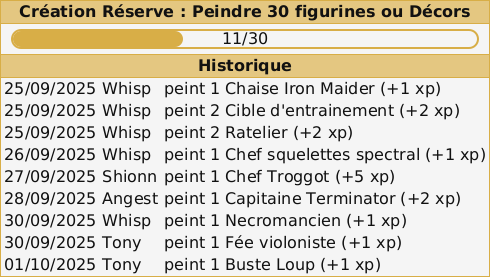 Création Réserve : Peindre 30 figurines ou Décors
11/30
Historique
25/09/2025 Whisp peint 1 Chaise Iron Maider (+1 xp)
25/09/2025 Whisp peint 2 Cible d'entrainement (+2 xp)
25/09/2025 Whisp peint 2 Ratelier (+2 xp)
26/09/2025 Whisp peint 1 Chef squelettes spectral (+1 xp)
27/09/2025 Shionn peint 1 Chef Troggot (+5 xp)
28/09/2025 Angest peint 1 Capitaine Terminator (+2 xp)
30/09/2025 Whisp peint 1 Necromancien (+1 xp)
30/09/2025 Tony peint 1 Fée violoniste (+1 xp)
01/10/2025 Tony peint 1 Buste Loup (+1 xp)